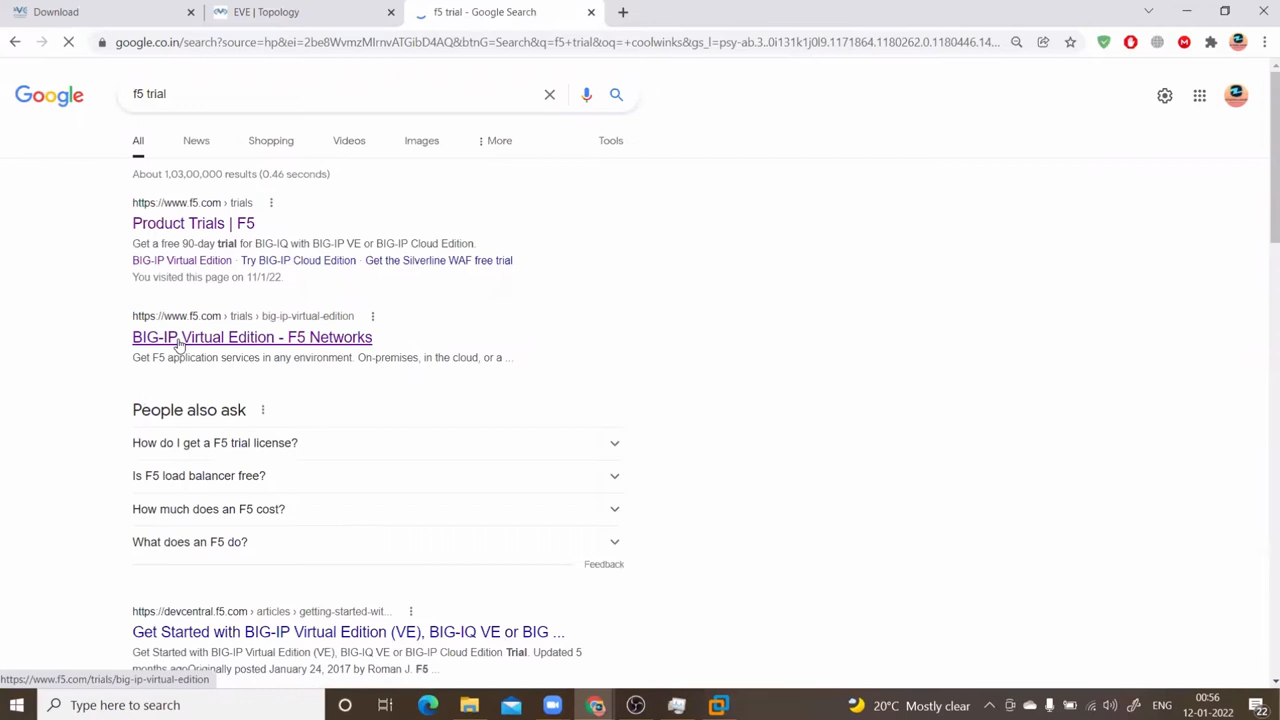 Download
EVE | Topology
f5 trial - Google Search
google.co.in/search?source=hp&ei=2be8WvmzMIrnvATGibD4AQ&btnG=Search&q=f5+trial&oq=+coolwinks&gs_l=psy-ab.3..0i131k1j0l9.1171864.1180262.0.1180446.14...
Google
f5 trial
All
News
Shopping
Videos
Images
More
Tools
About 1,03,00,000 results (0.46 seconds)
https://www.f5.com › trials
Product Trials | F5
Get a free 90-day trial for BIG-IQ with BIG-IP VE or BIG-IP Cloud Edition.
BIG-IP Virtual Edition · Try BIG-IP Cloud Edition · Get the Silverline WAF free trial
You visited this page on 11/1/22.
https://www.f5.com › trials › big-ip-virtual-edition
BIG-IP Virtual Edition - F5 Networks
Get F5 application services in any environment. On-premises, in the cloud, or a ...
People also ask
How do I get a F5 trial license?
Is F5 load balancer free?
How much does an F5 cost?
What does an F5 do?
Feedback
https://devcentral.f5.com › articles › getting-started-wit...
Get Started with BIG-IP Virtual Edition (VE), BIG-IQ VE or BIG ...
Get Started with BIG-IP Virtual Edition (VE), BIG-IQ VE or BIG-IP Cloud Edition Trial. Updated 5
months agoOriginally posted January 24, 2017 by Roman J. F5 ...
https://www.f5.com/trials/big-ip-virtual-edition
Type here to search
20°C Mostly clear
ENG
00:56
12-01-2022
22